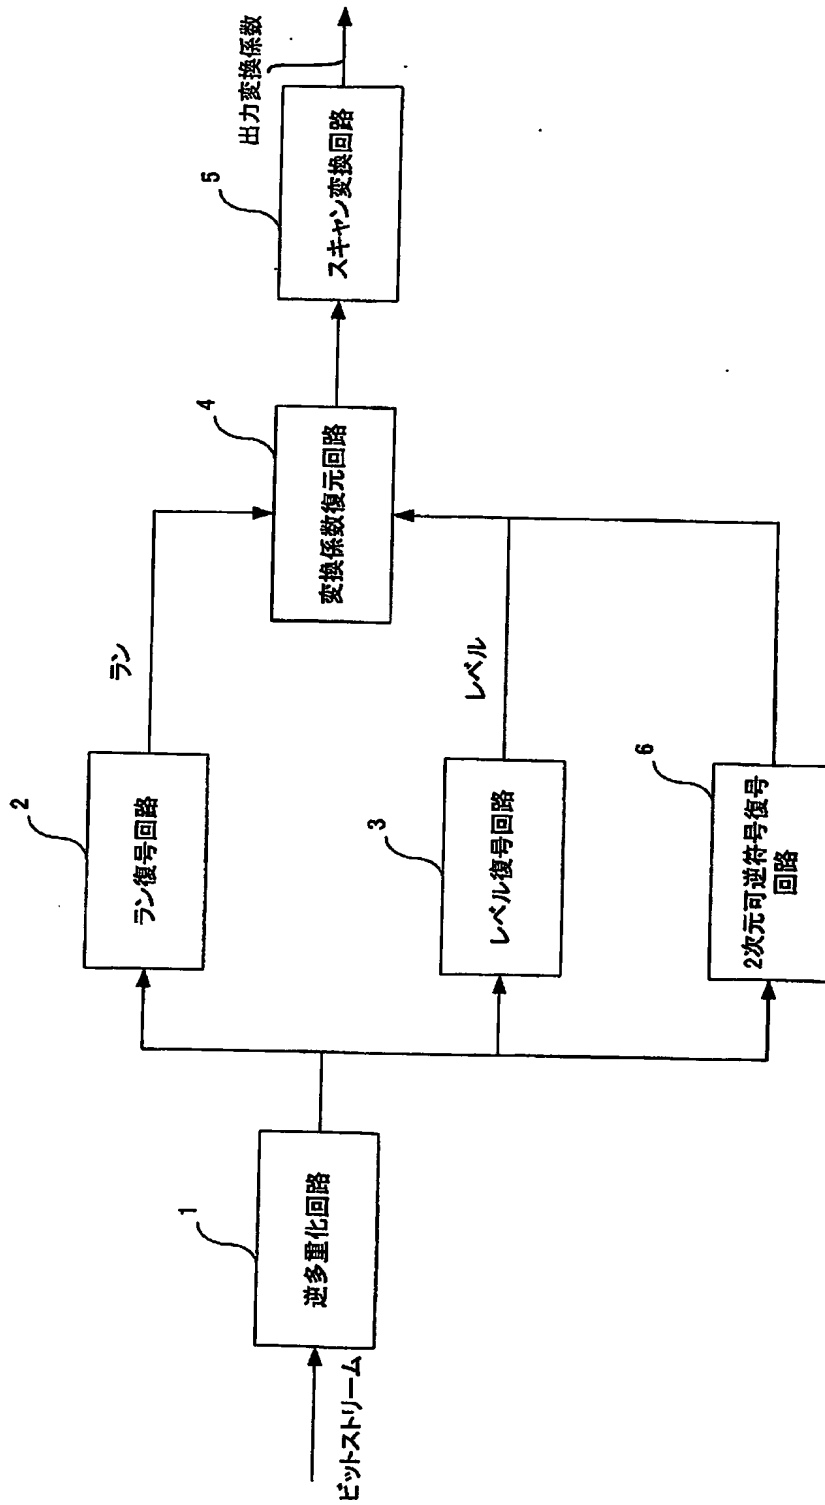 ビットストリーム
1
逆多重化回路
2
ラン復号回路
ラン
3
レベル復号回路
レベル
6
2次元可逆符号復号
回路
4
変換係数復元回路
5
スキャン変換回路
出力変換係数